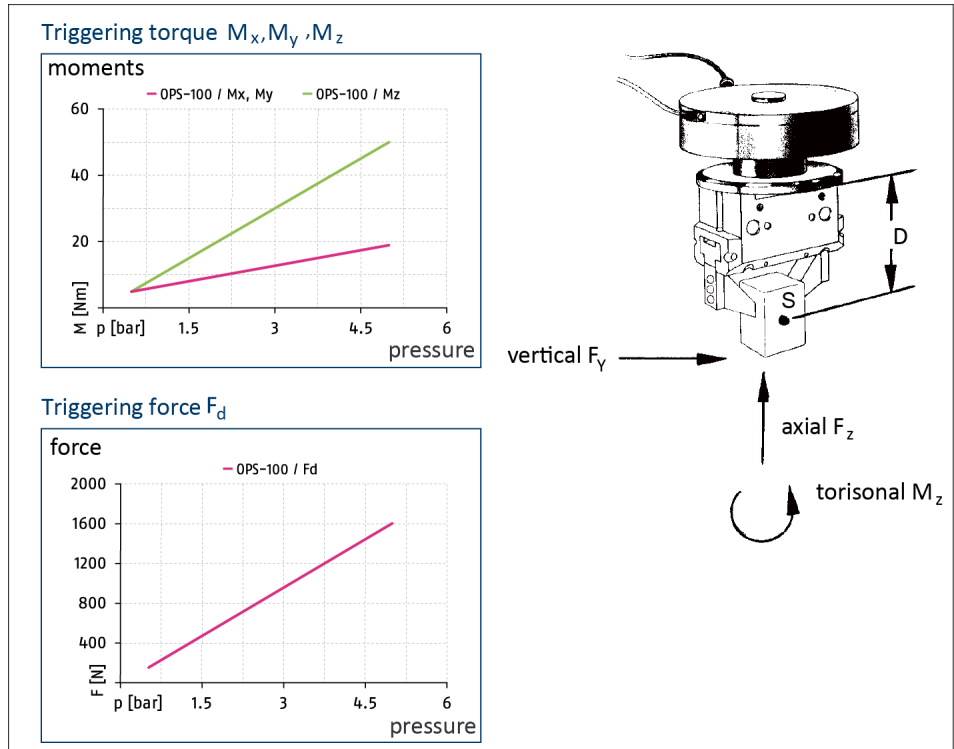 Triggering torque Mx, My ,Mz
moments
OPS-100 / Mx, My OPS-100 / Mz
60
40
20
M [Nm]
p [bar] 1.5 3 4.5 6
pressure
Triggering force Fd
force
OPS-100 / Fd
2000
1600
1200
800
400
F [N]
p [bar] 1.5 3 4.5 6
pressure
D
S
vertical FY
axial Fz
torisonal Mz